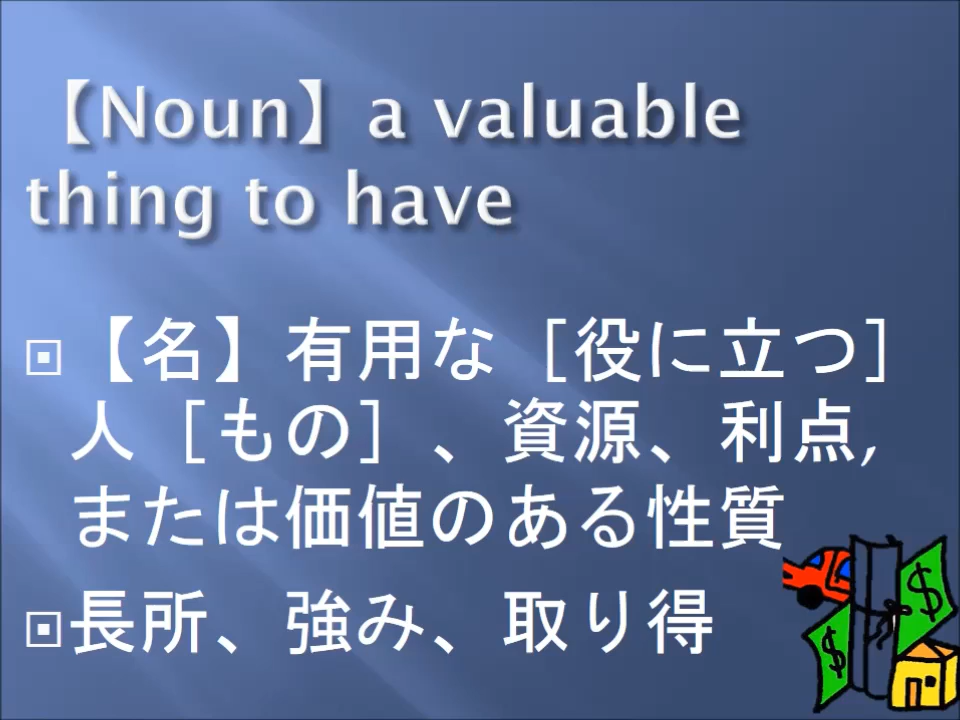 【Noun】a valuable
thing to have
【名】有用な［役に立つ］
人［もの］、資源、利点,
または価値のある性質
長所、強み、取り得
$
$